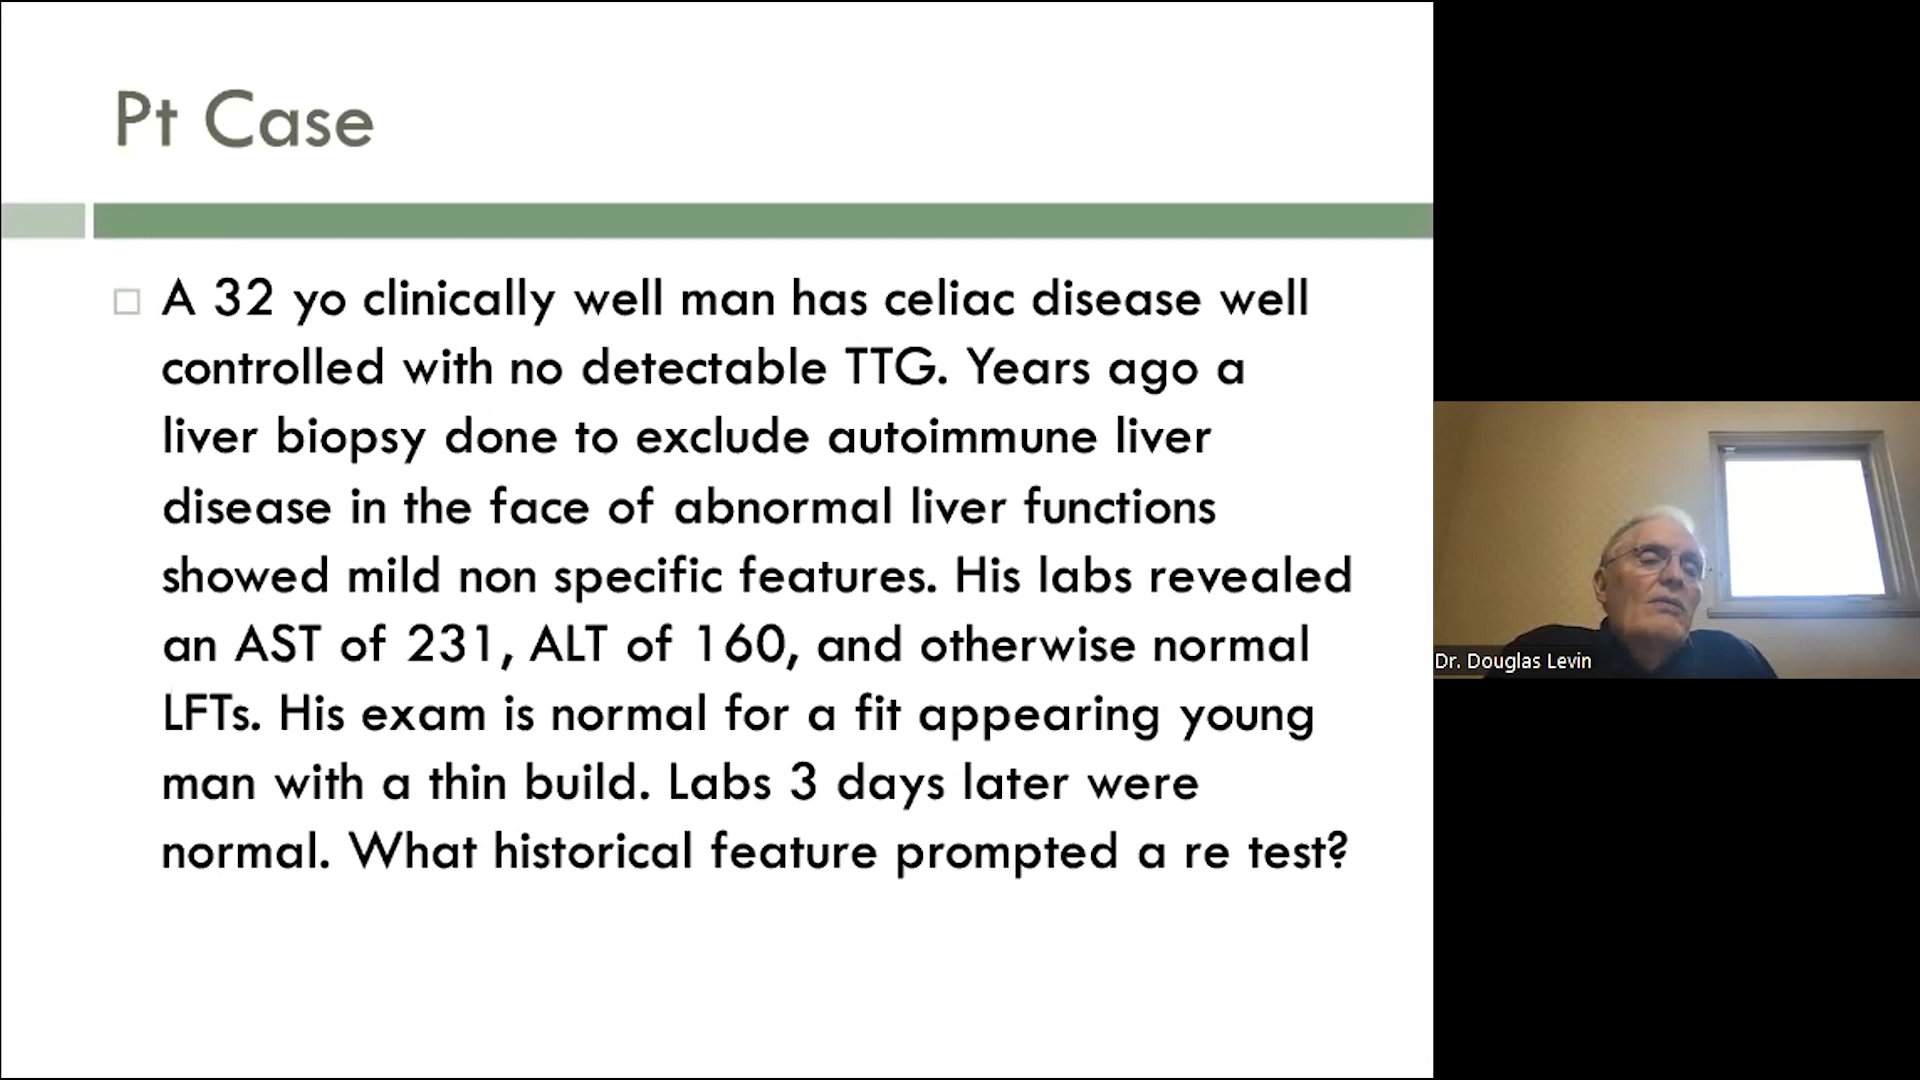 Pt Case
A 32 yo clinically well man has celiac disease well
controlled with no detectable TTG. Years ago a
liver biopsy done to exclude autoimmune liver
disease in the face of abnormal liver functions
showed mild non specific features. His labs revealed
an AST of 231, ALT of 160, and otherwise normal
LFTs. His exam is normal for a fit appearing young
man with a thin build. Labs 3 days later were
normal. What historical feature prompted a re test?
Dr. Douglas Levin